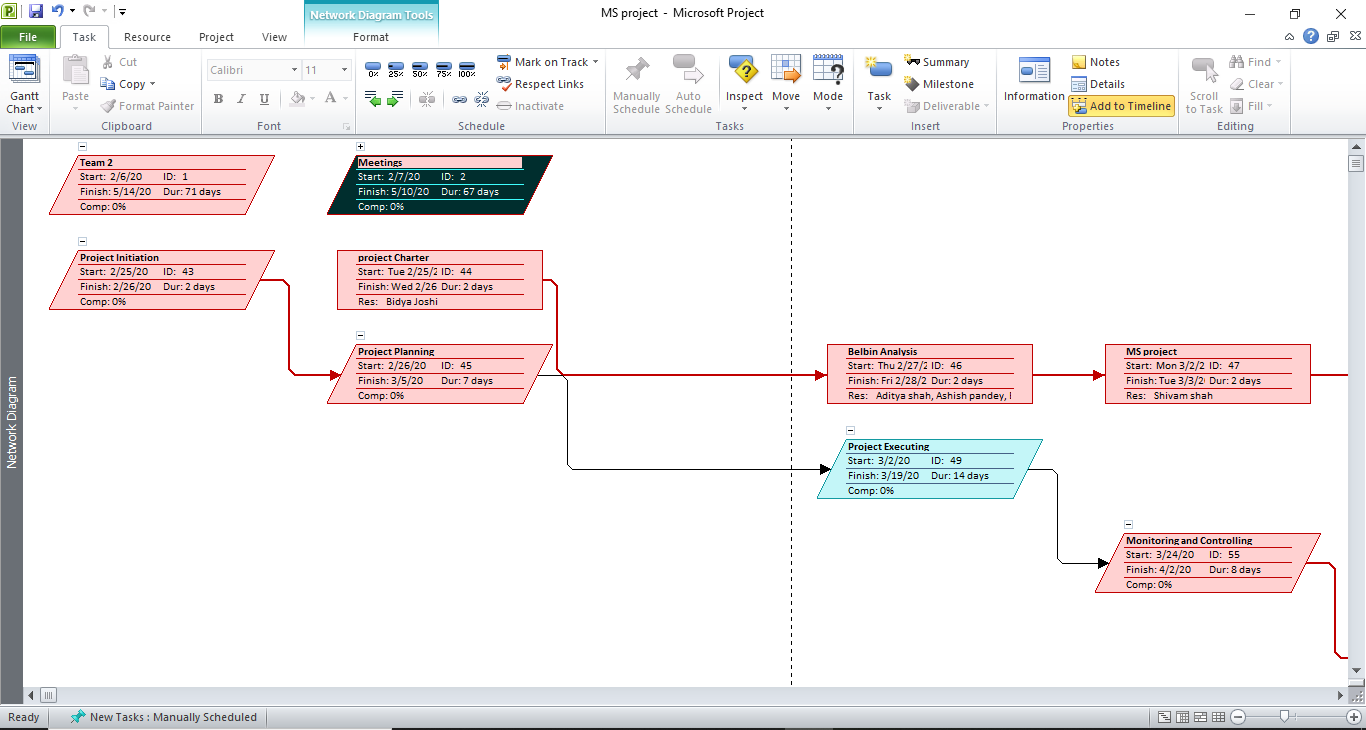 Network Diagram Tools
MS project - Microsoft Project
File Task Resource Project View Format
Gantt Chart
View
Paste
Cut
Copy
Format Painter
Clipboard
Calibri 11
B I U A
Font
0% 25% 50% 75% 100%
Mark on Track
Respect Links
Inactivate
Schedule
Manually Schedule
Auto Schedule
Inspect
Move
Mode
Tasks
Task
Summary
Milestone
Deliverable
Insert
Information
Notes
Details
Add to Timeline
Properties
Scroll to Task
Find
Clear
Fill
Editing
Network Diagram
Team 2
Start: 2/6/20 ID: 1
Finish: 5/14/20 Dur: 71 days
Comp: 0%
Meetings
Start: 2/7/20 ID: 2
Finish: 5/10/20 Dur: 67 days
Comp: 0%
Project Initiation
Start: 2/25/20 ID: 43
Finish: 2/26/20 Dur: 2 days
Comp: 0%
project Charter
Start: Tue 2/25/2 ID: 44
Finish: Wed 2/26 Dur: 2 days
Res: Bidya Joshi
Project Planning
Start: 2/26/20 ID: 45
Finish: 3/5/20 Dur: 7 days
Comp: 0%
Belbin Analysis
Start: Thu 2/27/2 ID: 46
Finish: Fri 2/28/2 Dur: 2 days
Res: Aditya shah, Ashish pandey,
MS project
Start: Mon 3/2/2 ID: 47
Finish: Tue 3/3/2 Dur: 2 days
Res: Shivam shah
Project Executing
Start: 3/2/20 ID: 49
Finish: 3/19/20 Dur: 14 days
Comp: 0%
Monitoring and Controlling
Start: 3/24/20 ID: 55
Finish: 4/2/20 Dur: 8 days
Comp: 0%
Ready
New Tasks : Manually Scheduled